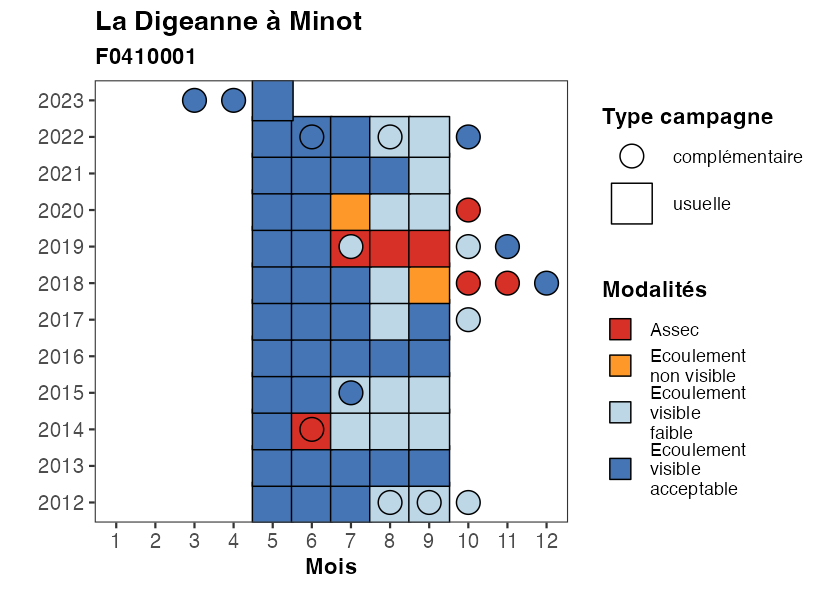 La Digeanne à Minot
F0410001
2023
2022
2021
2020
2019
2018
2017
2016
2015
2014
2013
2012
1 2 3 4 5 6 7 8 9 10 11 12
Mois
Type campagne
complémentaire
usuelle
Modalités
Assec
Ecoulement
non visible
Ecoulement
visible
faible
Ecoulement
visible
acceptable